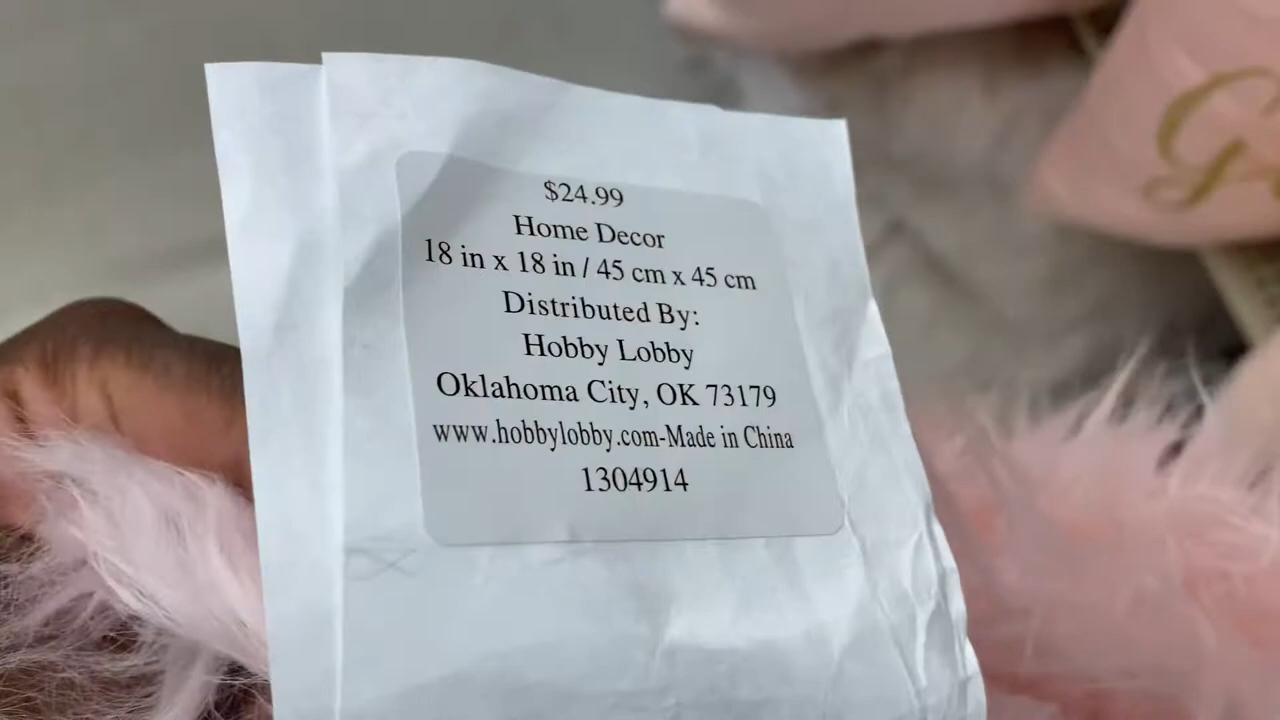 $24.99
Home Decor
18 in x 18 in / 45 cm x 45 cm
Distributed By:
Hobby Lobby
Oklahoma City, OK 73179
www.hobbylobby.com-Made in China
1304914